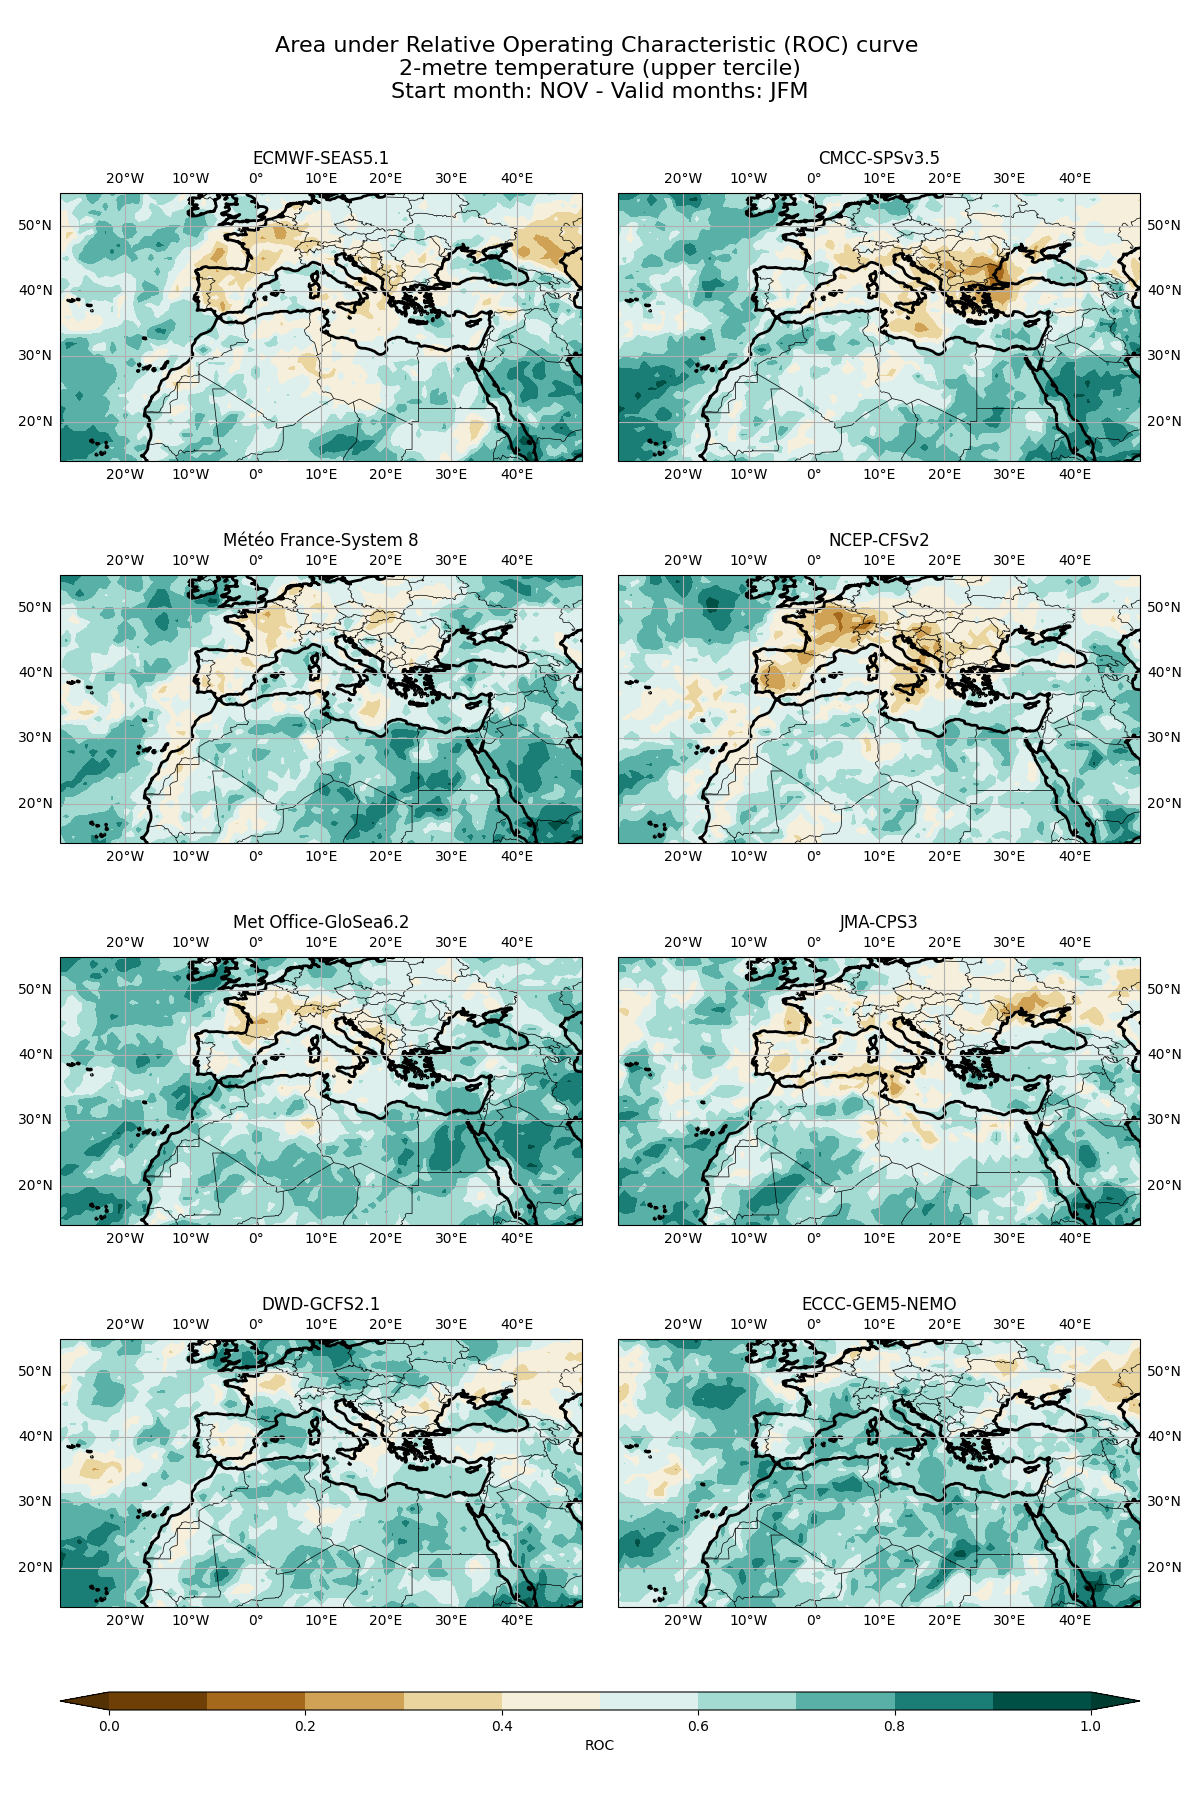 Area under Relative Operating Characteristic (ROC) curve
2-metre temperature (upper tercile)
Start month: NOV - Valid months: JFM
ECMWF-SEAS5.1
20°W 10°W 0° 10°E 20°E 30°E 40°E
50°N
40°N
30°N
20°N
20°W 10°W 0° 10°E 20°E 30°E 40°E
CMCC-SPSv3.5
20°W 10°W 0° 10°E 20°E 30°E 40°E
50°N
40°N
30°N
20°N
20°W 10°W 0° 10°E 20°E 30°E 40°E
Météo France-System 8
20°W 10°W 0° 10°E 20°E 30°E 40°E
50°N
40°N
30°N
20°N
20°W 10°W 0° 10°E 20°E 30°E 40°E
NCEP-CFSv2
20°W 10°W 0° 10°E 20°E 30°E 40°E
50°N
40°N
30°N
20°N
20°W 10°W 0° 10°E 20°E 30°E 40°E
Met Office-GloSea6.2
20°W 10°W 0° 10°E 20°E 30°E 40°E
50°N
40°N
30°N
20°N
20°W 10°W 0° 10°E 20°E 30°E 40°E
JMA-CPS3
20°W 10°W 0° 10°E 20°E 30°E 40°E
50°N
40°N
30°N
20°N
20°W 10°W 0° 10°E 20°E 30°E 40°E
DWD-GCFS2.1
20°W 10°W 0° 10°E 20°E 30°E 40°E
50°N
40°N
30°N
20°N
20°W 10°W 0° 10°E 20°E 30°E 40°E
ECCC-GEM5-NEMO
20°W 10°W 0° 10°E 20°E 30°E 40°E
50°N
40°N
30°N
20°N
20°W 10°W 0° 10°E 20°E 30°E 40°E
0.0 0.2 0.4 0.6 0.8 1.0
ROC